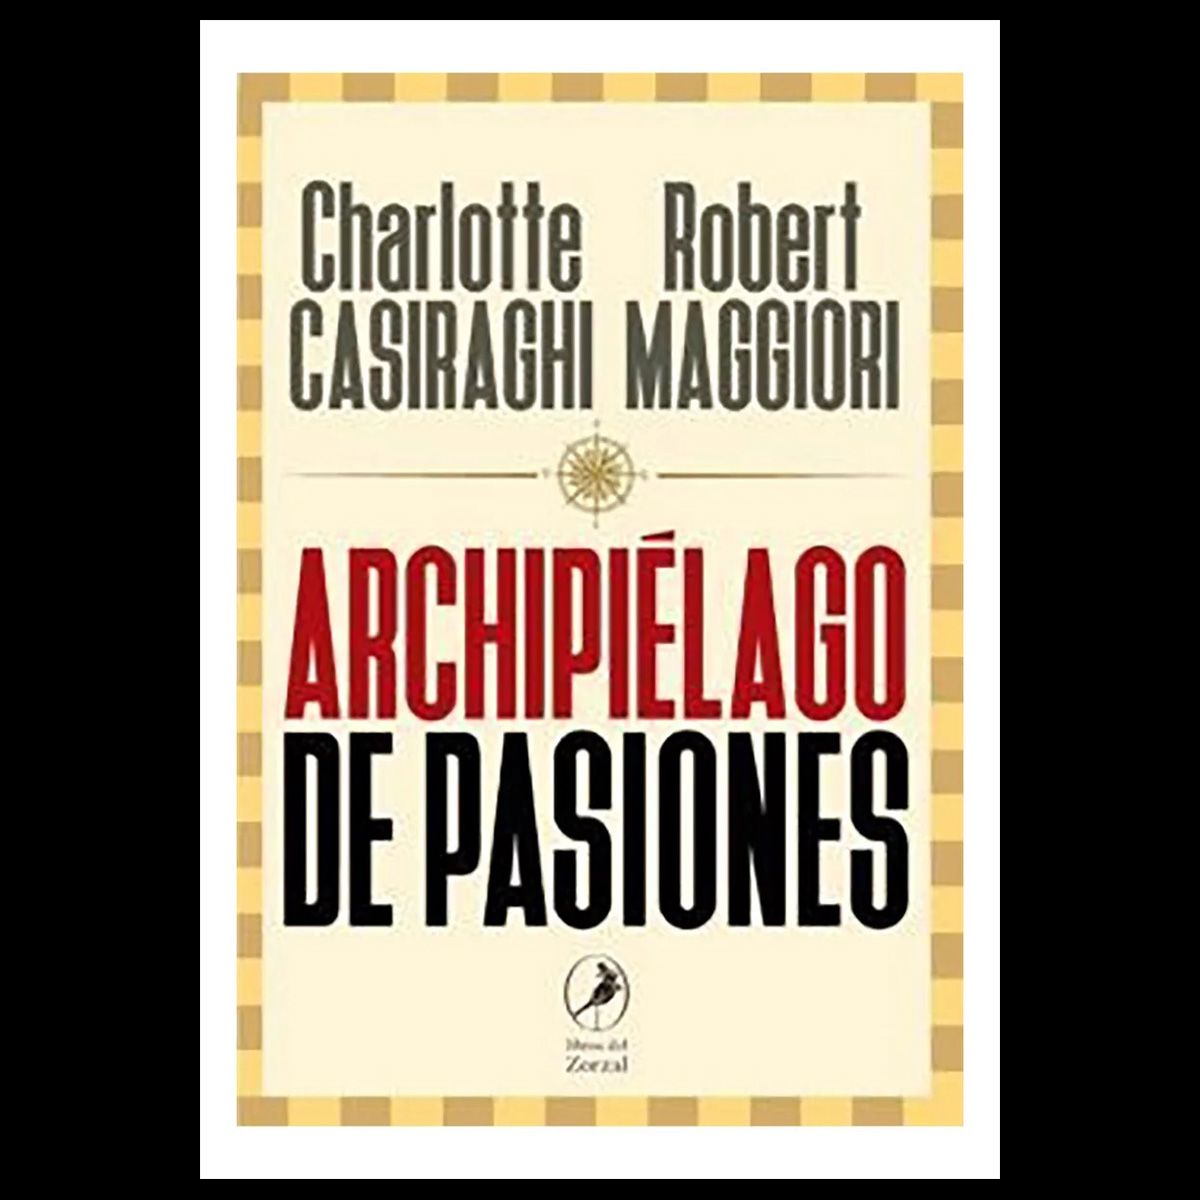 Charlotte Robert
CASIRAGHI MAGGIORI
ARCHIPIÉLAGO
DE PASIONES
libros del
Zorzal